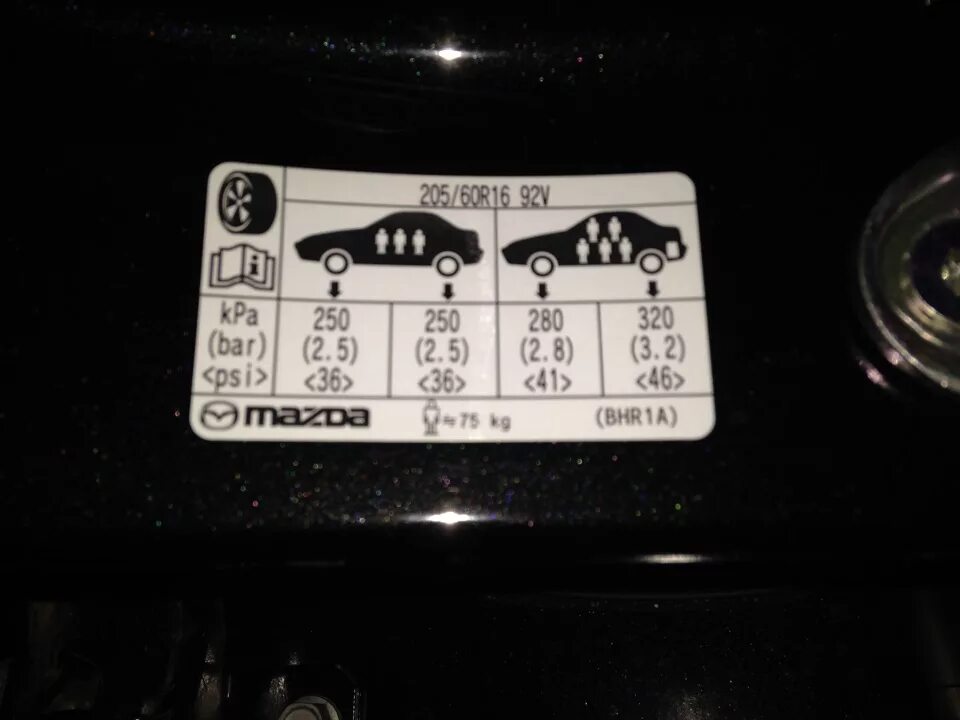 205/60R16 92V
kPa 250 250 280 320
(bar) (2.5) (2.5) (2.8) (3.2)
<psi> <36> <36> <41> <46>
mazda ≒75 kg (BHR1A)